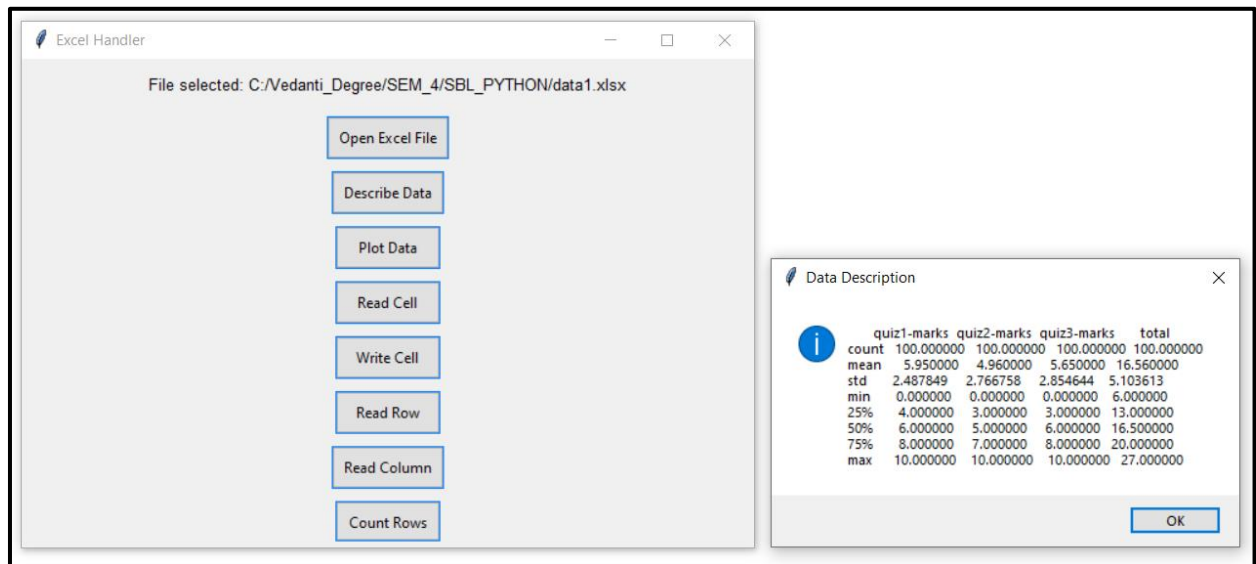 Excel Handler
File selected: C:/Vedanti_Degree/SEM_4/SBL_PYTHON/data1.xlsx
Open Excel File
Describe Data
Plot Data
Read Cell
Write Cell
Read Row
Read Column
Count Rows
Data Description
quiz1-marks quiz2-marks quiz3-marks total
count 100.000000 100.000000 100.000000 100.000000
mean 5.950000 4.960000 5.650000 16.560000
std 2.487849 2.766758 2.854644 5.103613
min 0.000000 0.000000 0.000000 6.000000
25% 4.000000 3.000000 3.000000 13.000000
50% 6.000000 5.000000 6.000000 16.500000
75% 8.000000 7.000000 8.000000 20.000000
max 10.000000 10.000000 10.000000 27.000000
OK